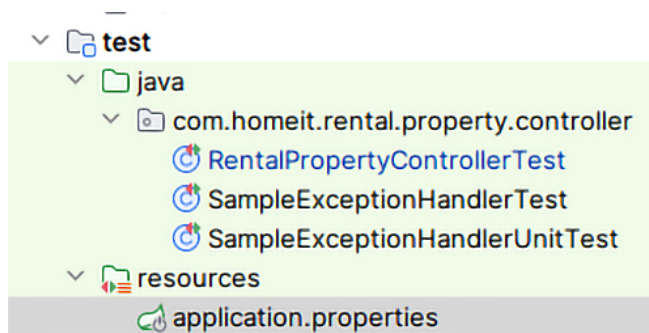 test
java
com.homeit.rental.property.controller
RentalPropertyControllerTest
SampleExceptionHandlerTest
SampleExceptionHandlerUnitTest
resources
application.properties